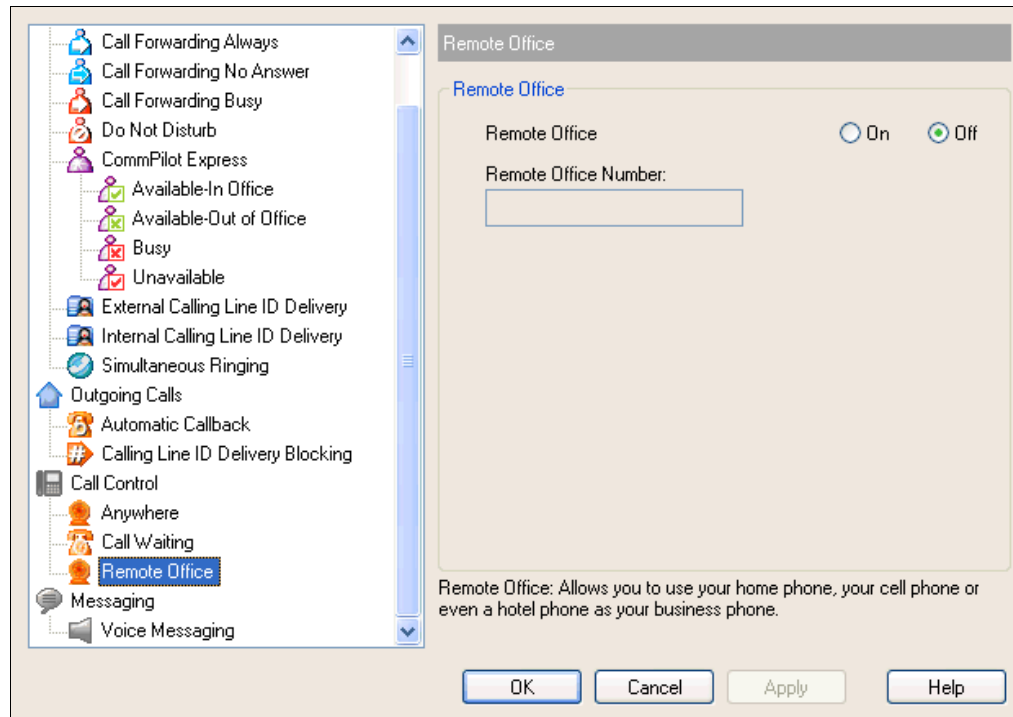 Call Forwarding Always
Call Forwarding No Answer
Call Forwarding Busy
Do Not Disturb
CommPilot Express
Available-In Office
Available-Out of Office
Busy
Unavailable
External Calling Line ID Delivery
Internal Calling Line ID Delivery
Simultaneous Ringing
Outgoing Calls
Automatic Callback
Calling Line ID Delivery Blocking
Call Control
Anywhere
Call Waiting
Remote Office
Messaging
Voice Messaging
Remote Office
Remote Office
Remote Office On Off
Remote Office Number:
Remote Office: Allows you to use your home phone, your cell phone or
even a hotel phone as your business phone.
OK Cancel Apply Help